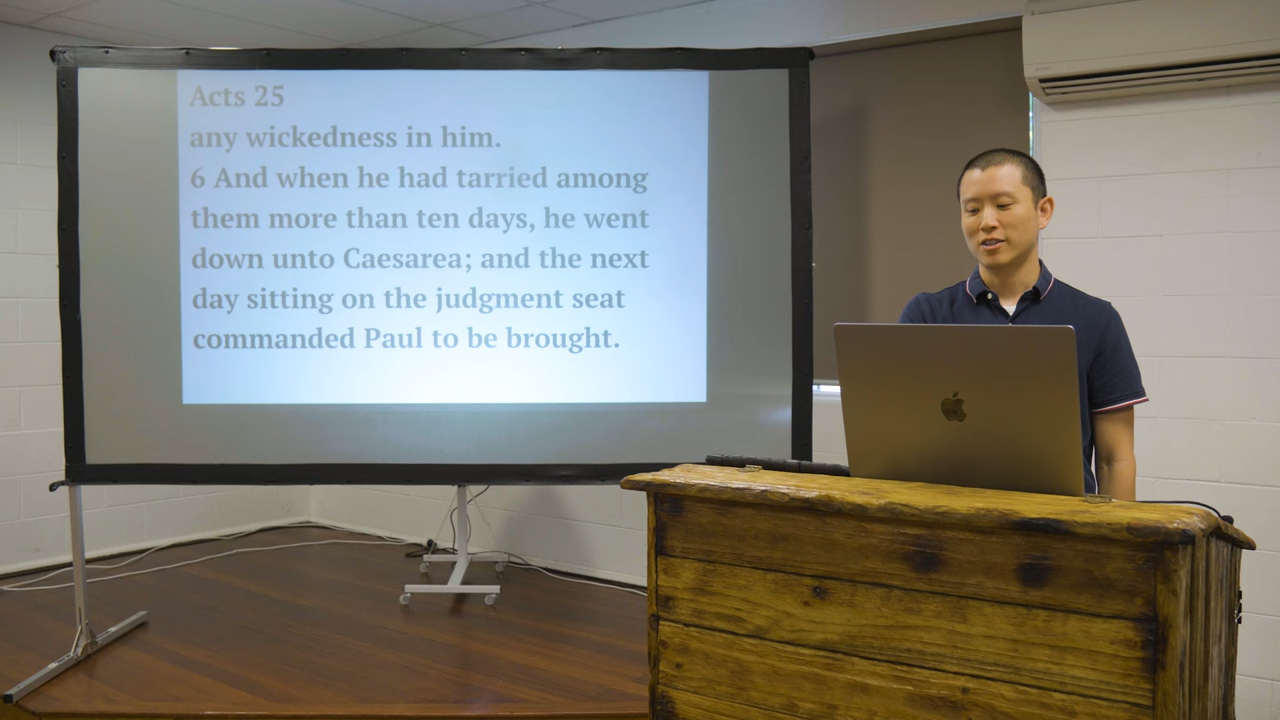 Acts 25
any wickedness in him.
6 And when he had tarried among
them more than ten days, he went
down unto Caesarea; and the next
day sitting on the judgment seat
commanded Paul to be brought.